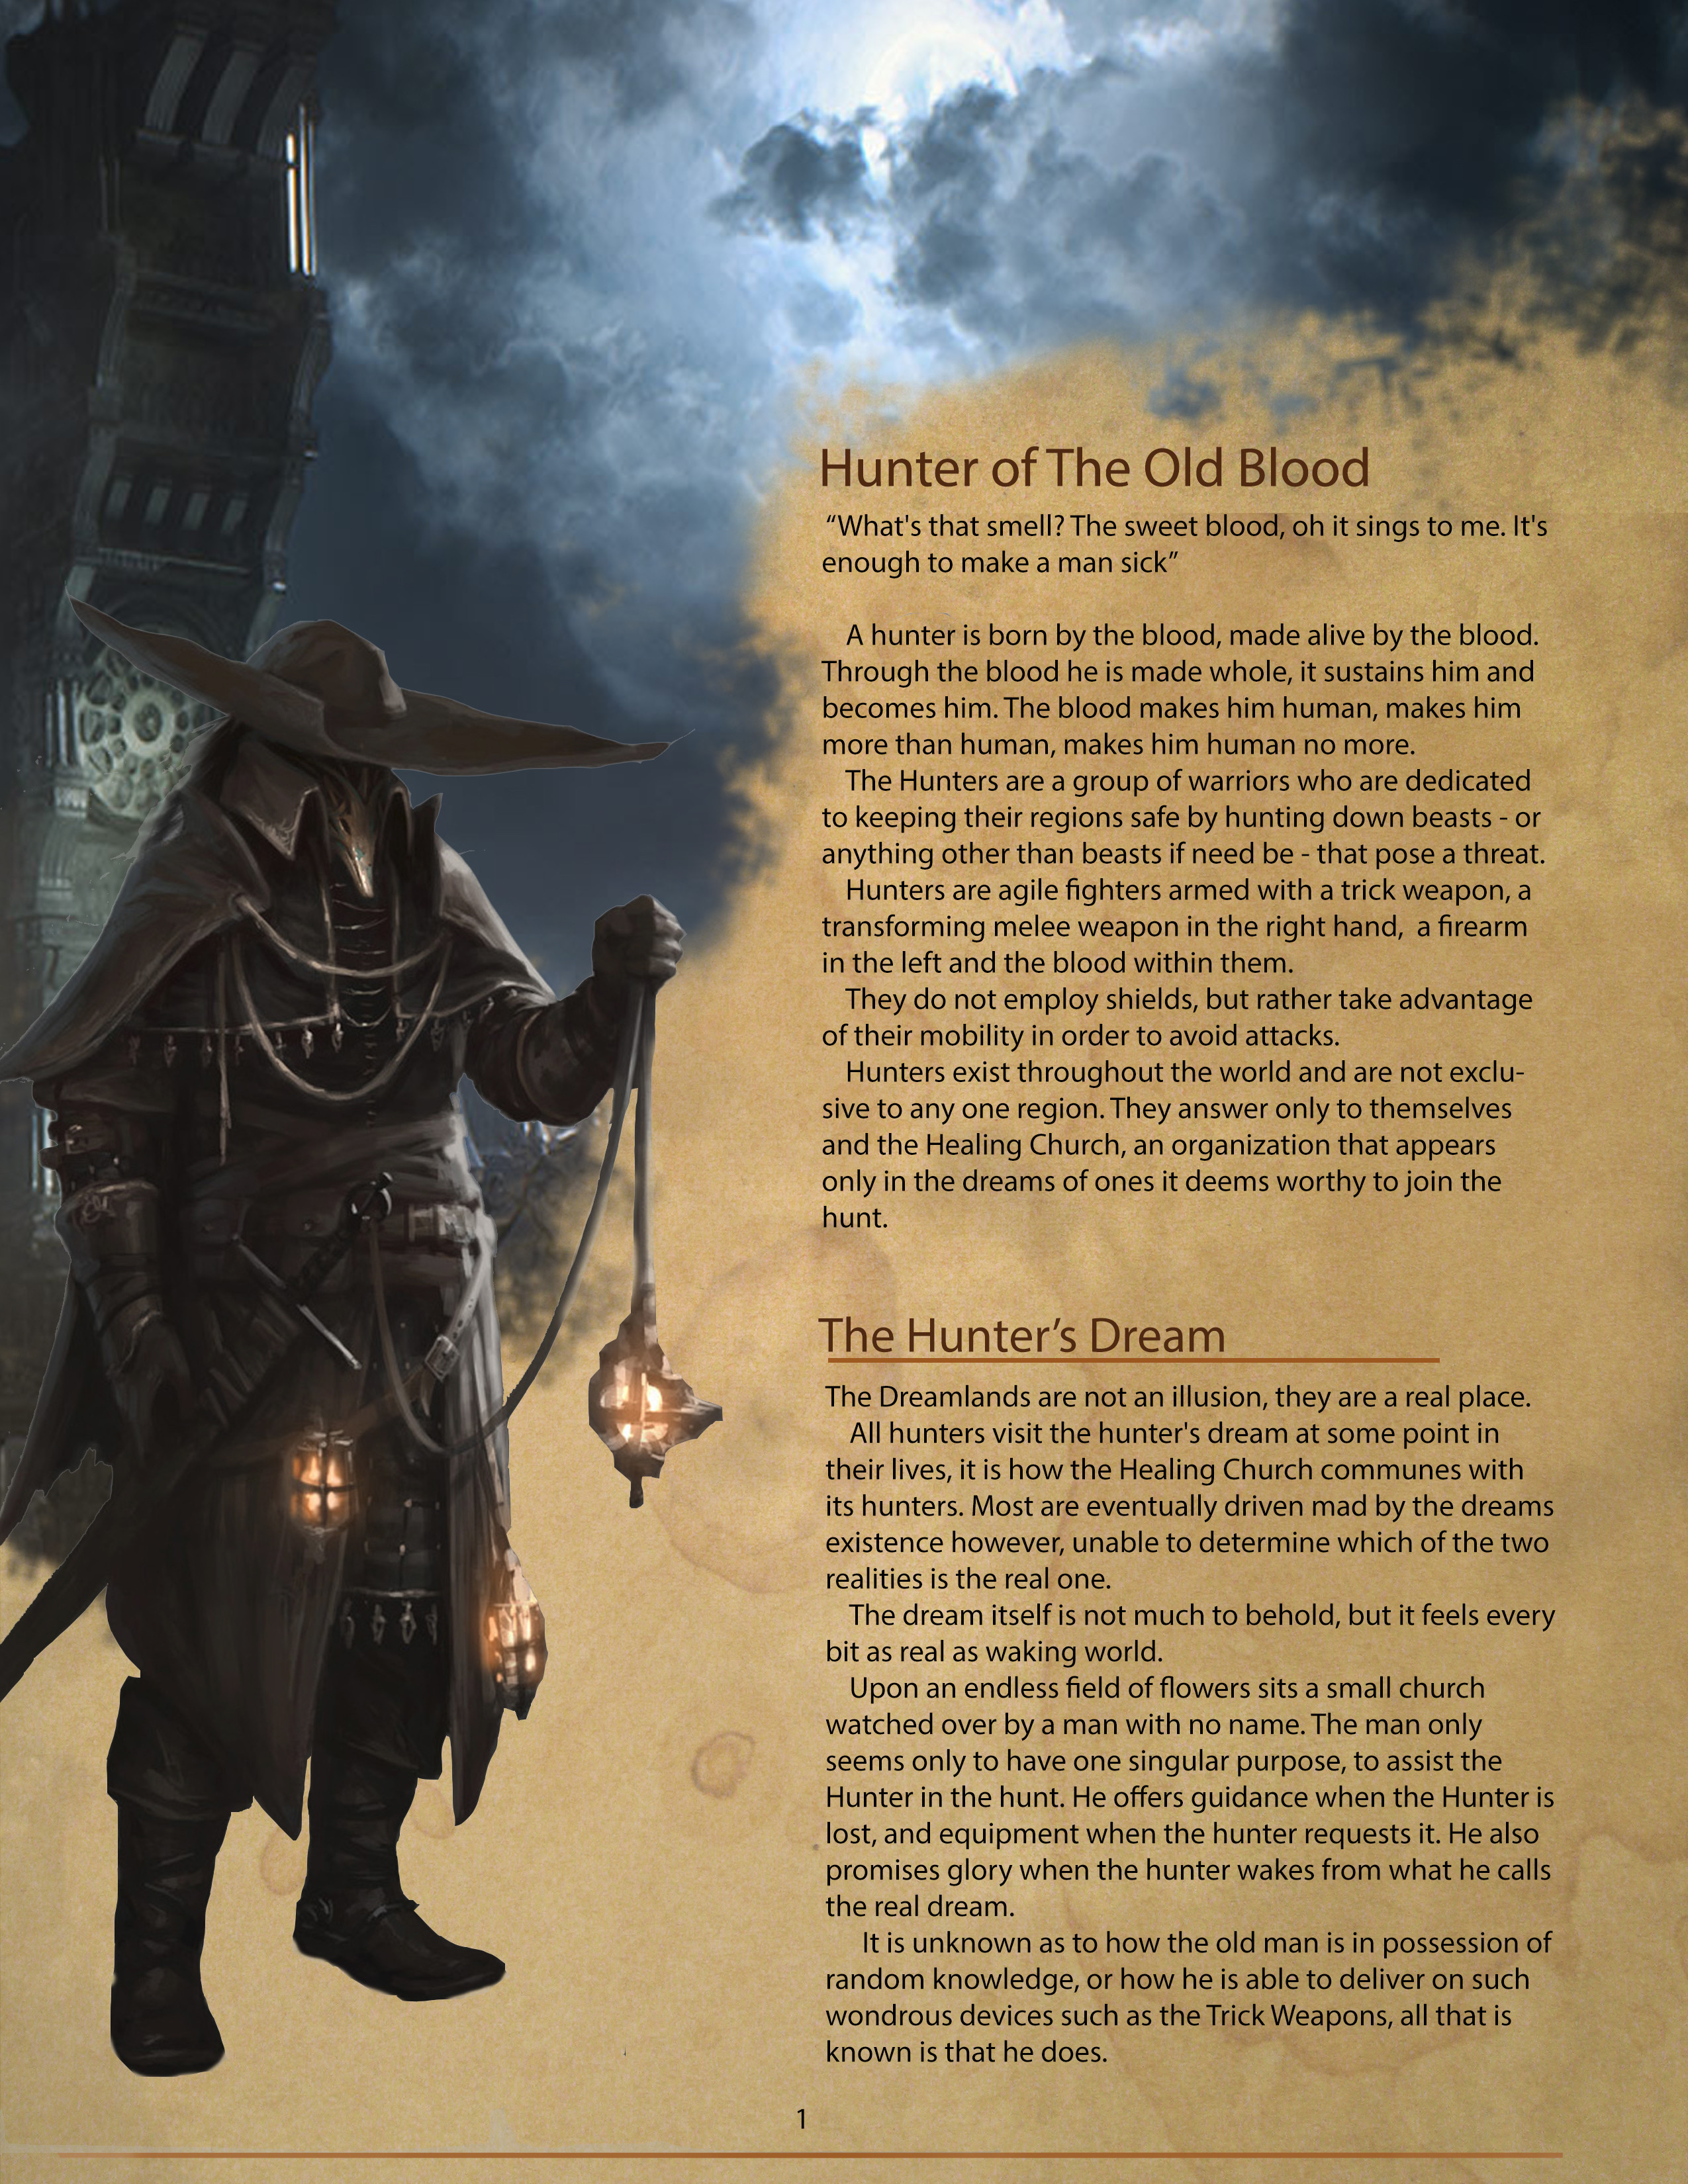 Hunter of The Old Blood
“What's that smell? The sweet blood, oh it sings to me. It's
enough to make a man sick”
A hunter is born by the blood, made alive by the blood.
Through the blood he is made whole, it sustains him and
becomes him. The blood makes him human, makes him
more than human, makes him human no more.
The Hunters are a group of warriors who are dedicated
to keeping their regions safe by hunting down beasts - or
anything other than beasts if need be - that pose a threat.
Hunters are agile fighters armed with a trick weapon, a
transforming melee weapon in the right hand,  a firearm
in the left and the blood within them.
They do not employ shields, but rather take advantage
of their mobility in order to avoid attacks.
Hunters exist throughout the world and are not exclu-
sive to any one region. They answer only to themselves
and the Healing Church, an organization that appears
only in the dreams of ones it deems worthy to join the
hunt.
The Hunter’s Dream
The Dreamlands are not an illusion, they are a real place.
All hunters visit the hunter's dream at some point in
their lives, it is how the Healing Church communes with
its hunters. Most are eventually driven mad by the dreams
existence however, unable to determine which of the two
realities is the real one.
The dream itself is not much to behold, but it feels every
bit as real as waking world.
Upon an endless field of flowers sits a small church
watched over by a man with no name. The man only
seems only to have one singular purpose, to assist the
Hunter in the hunt. He offers guidance when the Hunter is
lost, and equipment when the hunter requests it. He also
promises glory when the hunter wakes from what he calls
the real dream.
It is unknown as to how the old man is in possession of
random knowledge, or how he is able to deliver on such
wondrous devices such as the Trick Weapons, all that is
known is that he does.
1